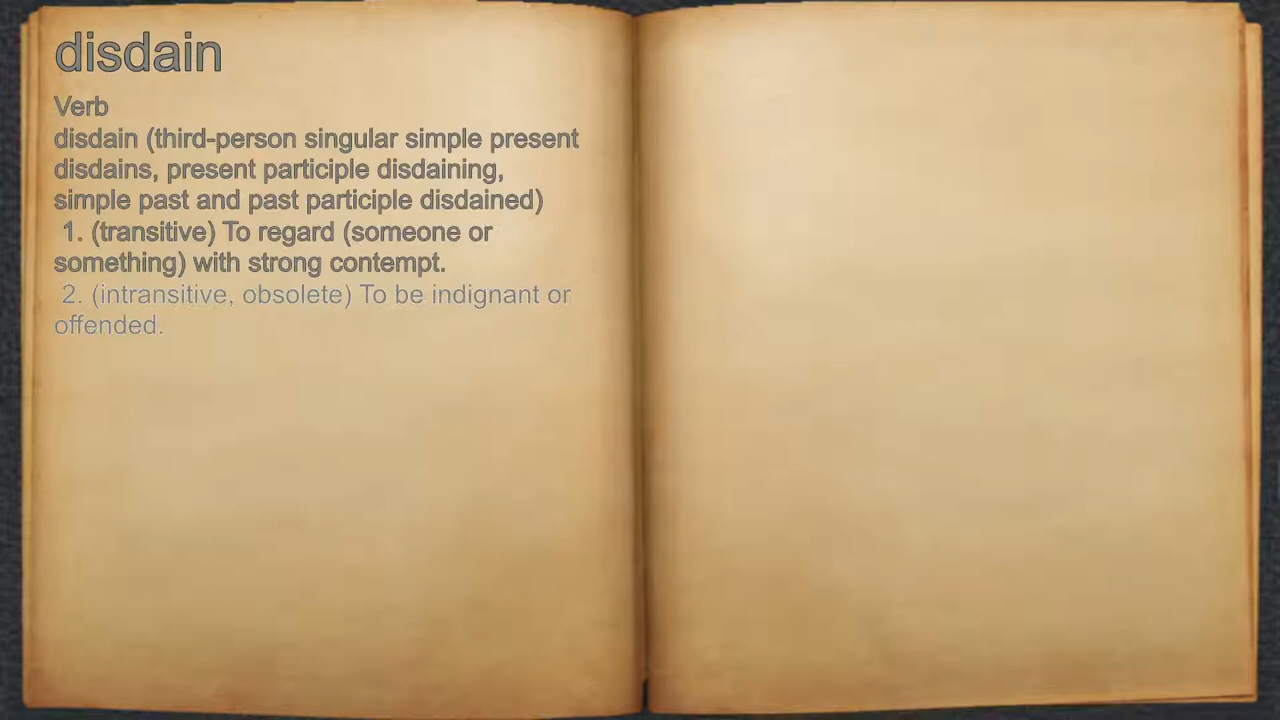 disdain
Verb
disdain (third-person singular simple present
disdains, present participle disdaining,
simple past and past participle disdained)
1. (transitive) To regard (someone or
something) with strong contempt.
2. (intransitive, obsolete) To be indignant or
offended.